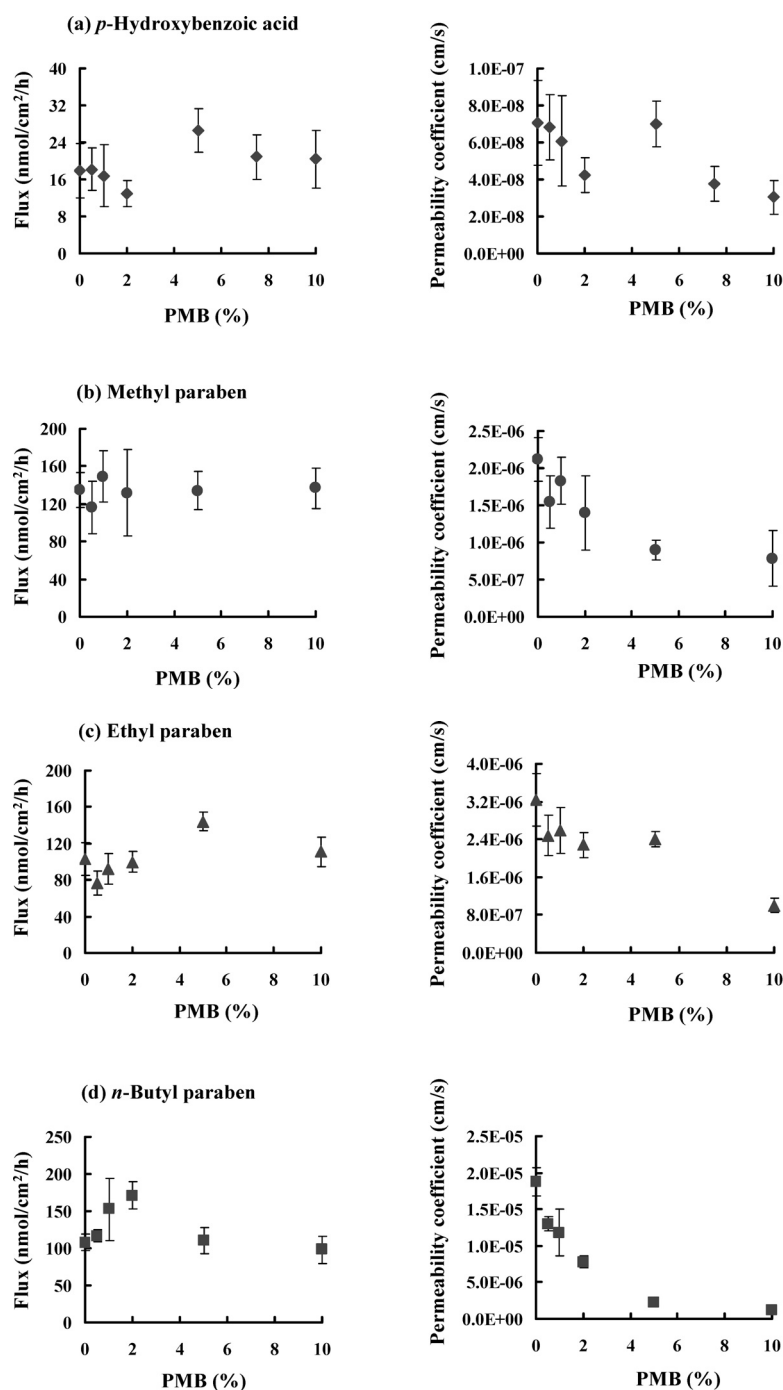 (a) p-Hydroxybenzoic acid
Flux (nmol/cm²/h)
40
32
24
16
8
0
0 2 4 6 8 10
PMB (%)
Permeability coefficient (cm/s)
1.0E-07
8.0E-08
6.0E-08
4.0E-08
2.0E-08
0.0E+00
0 2 4 6 8 10
PMB (%)
(b) Methyl paraben
Flux (nmol/cm²/h)
200
160
120
80
40
0
0 2 4 6 8 10
PMB (%)
Permeability coefficient (cm/s)
2.5E-06
2.0E-06
1.5E-06
1.0E-06
5.0E-07
0.0E+00
0 2 4 6 8 10
PMB (%)
(c) Ethyl paraben
Flux (nmol/cm²/h)
200
160
120
80
40
0
0 2 4 6 8 10
PMB (%)
Permeability coefficient (cm/s)
4.0E-06
3.2E-06
2.4E-06
1.6E-06
8.0E-07
0.0E+00
0 2 4 6 8 10
PMB (%)
(d) n-Butyl paraben
Flux (nmol/cm²/h)
250
200
150
100
50
0
0 2 4 6 8 10
PMB (%)
Permeability coefficient (cm/s)
2.5E-05
2.0E-05
1.5E-05
1.0E-05
5.0E-06
0.0E+00
0 2 4 6 8 10
PMB (%)